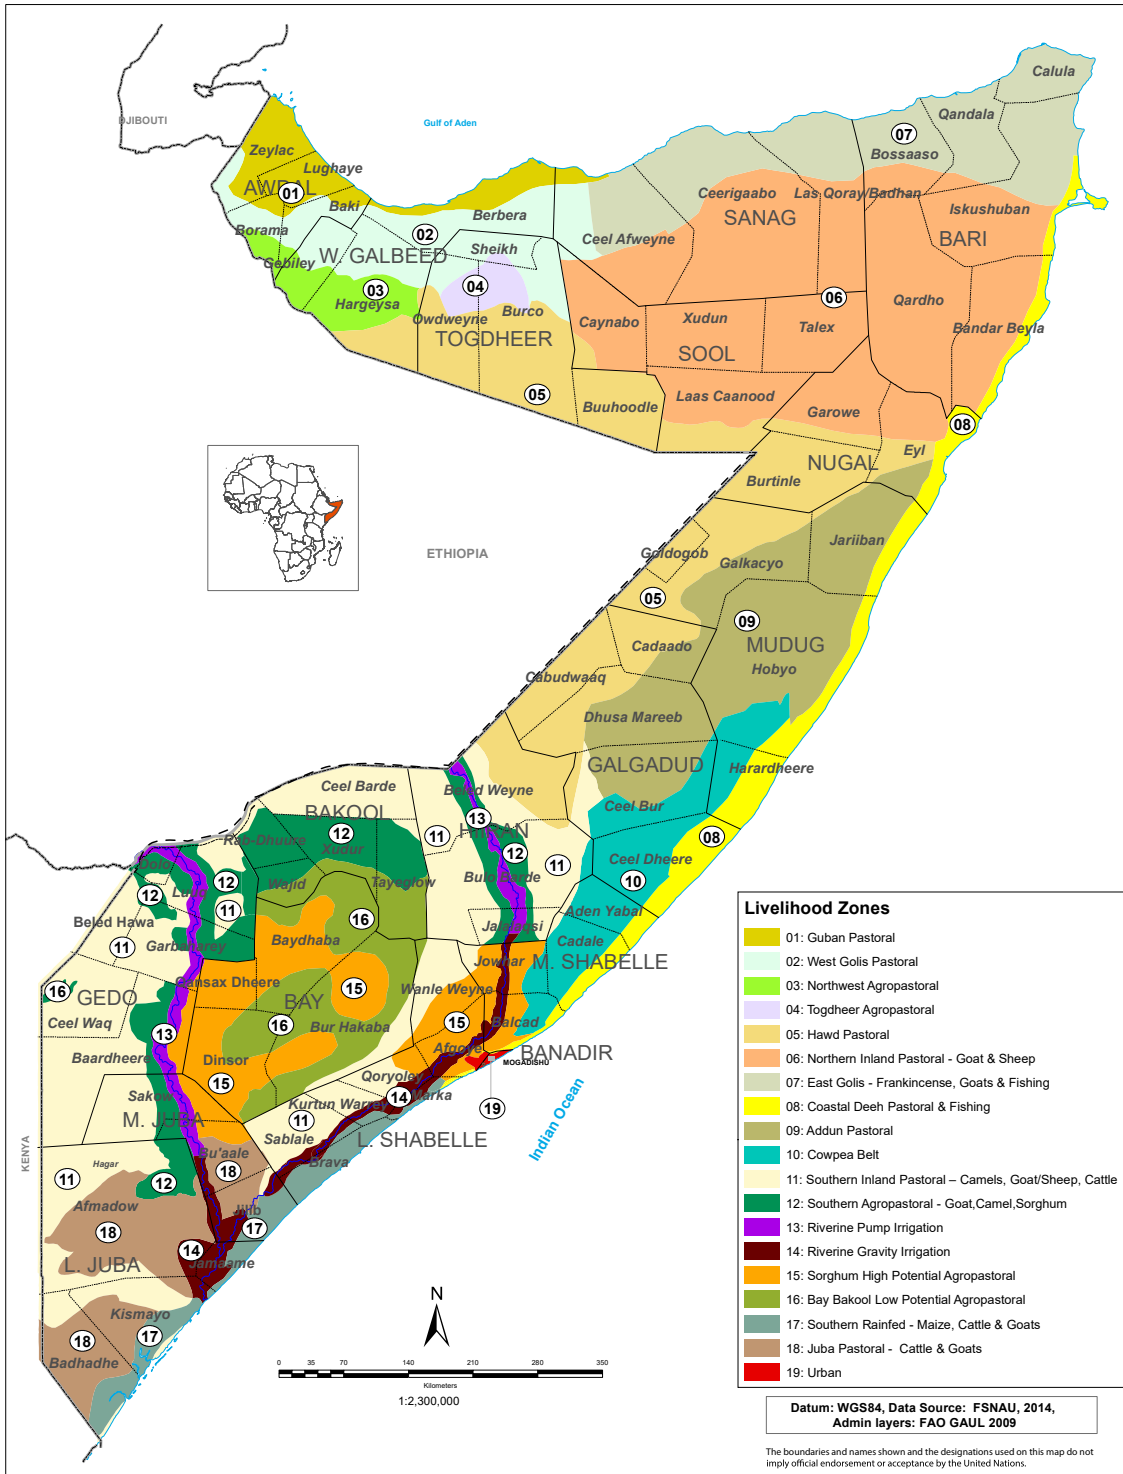 Calula
Qandala
07
Bossaaso
DJIBOUTI
Gulf of Aden
Zeylac
Lughaye
AWDAL
01
Baki
Borama
Gebiley
Berbera
02
W. GALBEED
Sheikh
Ceerigaabo
Las Qoray/Badhan
SANAG
Iskushuban
BARI
Ceel Afweyne
03
Hargeysa
04
Owdweyne
Burco
TOGDHEER
Caynabo
Xudun
06
Talex
SOOL
Qardho
Bandar Beyla
05
Buuhoodle
Laas Caanood
Garowe
08
Eyl
NUGAL
Burtinle
ETHIOPIA
Goldogob
Galkacyo
Jariiban
05
09
Cadaado
MUDUG
Hobyo
Cabudwaaq
Dhusa Mareeb
GALGADUD
Harardheere
Ceel Barde
Beled Weyne
BAKOOL
Ceel Bur
13
HIRAN
11
08
Rab-Dhuure
12
Xudur
12
Ceel Dheere
Dolo
Luuq
12
Wajid
Tayeglow
Bulo Burde
11
10
12
11
Beled Hawa
16
Jalalaqsi
Aden Yabal
11
Garbaharey
Baydhaba
Cadale
Jowhar
M. SHABELLE
Qansax Dheere
16
GEDO
BAY
15
Wanle Weyne
Ceel Waq
16
Bur Hakaba
15
Balcad
13
Baardheere
Dinsor
Afgoye
BANADIR
MOGADISHU
15
Qoryoley
Sakow
Kurtun Warrey
14
Marka
19
M. JUBA
11
L. SHABELLE
Sablale
Indian Ocean
KENYA
Bu'aale
Brava
Hagar
11
18
12
Afmadow
18
Jilib
17
14
L. JUBA
Jamaame
Kismayo
17
18
Badhadhe
N
0 35 70 140 210 280 350
Kilometers
1:2,300,000
Livelihood Zones
01: Guban Pastoral
02: West Golis Pastoral
03: Northwest Agropastoral
04: Togdheer Agropastoral
05: Hawd Pastoral
06: Northern Inland Pastoral - Goat & Sheep
07: East Golis - Frankincense, Goats & Fishing
08: Coastal Deeh Pastoral & Fishing
09: Addun Pastoral
10: Cowpea Belt
11: Southern Inland Pastoral – Camels, Goat/Sheep, Cattle
12: Southern Agropastoral - Goat,Camel,Sorghum
13: Riverine Pump Irrigation
14: Riverine Gravity Irrigation
15: Sorghum High Potential Agropastoral
16: Bay Bakool Low Potential Agropastoral
17: Southern Rainfed - Maize, Cattle & Goats
18: Juba Pastoral - Cattle & Goats
19: Urban
Datum: WGS84, Data Source: FSNAU, 2014,
Admin layers: FAO GAUL 2009
The boundaries and names shown and the designations used on this map do not
imply official endorsement or acceptance by the United Nations.